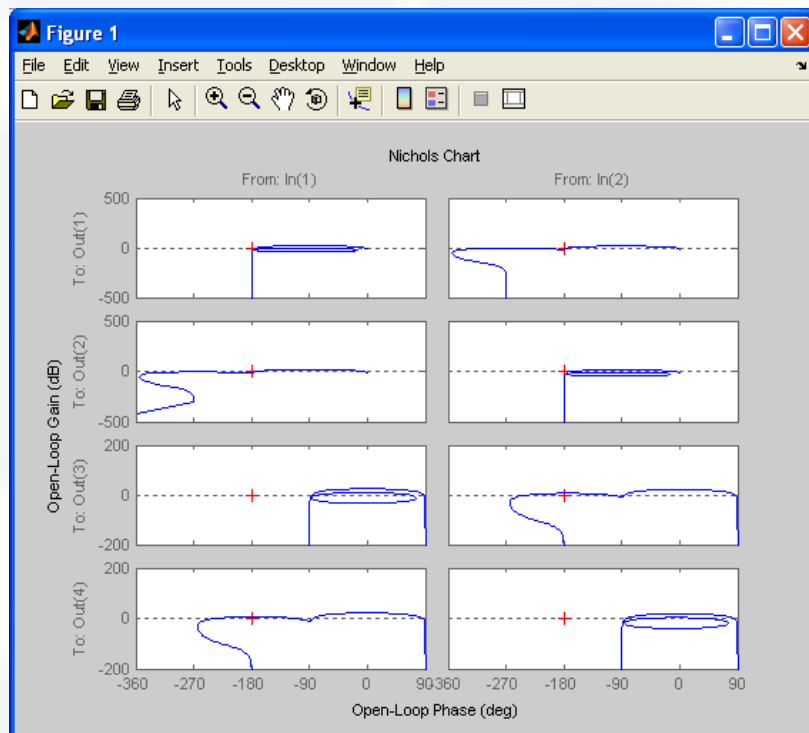 Figure 1
File Edit View Insert Tools Desktop Window Help
Nichols Chart
From: In(1) From: In(2)
To: Out(1)
500
0
-500
To: Out(2)
500
0
-500
To: Out(3)
200
0
-200
To: Out(4)
200
0
-200
Open-Loop Gain (dB)
-360 -270 -180 -90 0 90 -360 -270 -180 -90 0 90
Open-Loop Phase (deg)